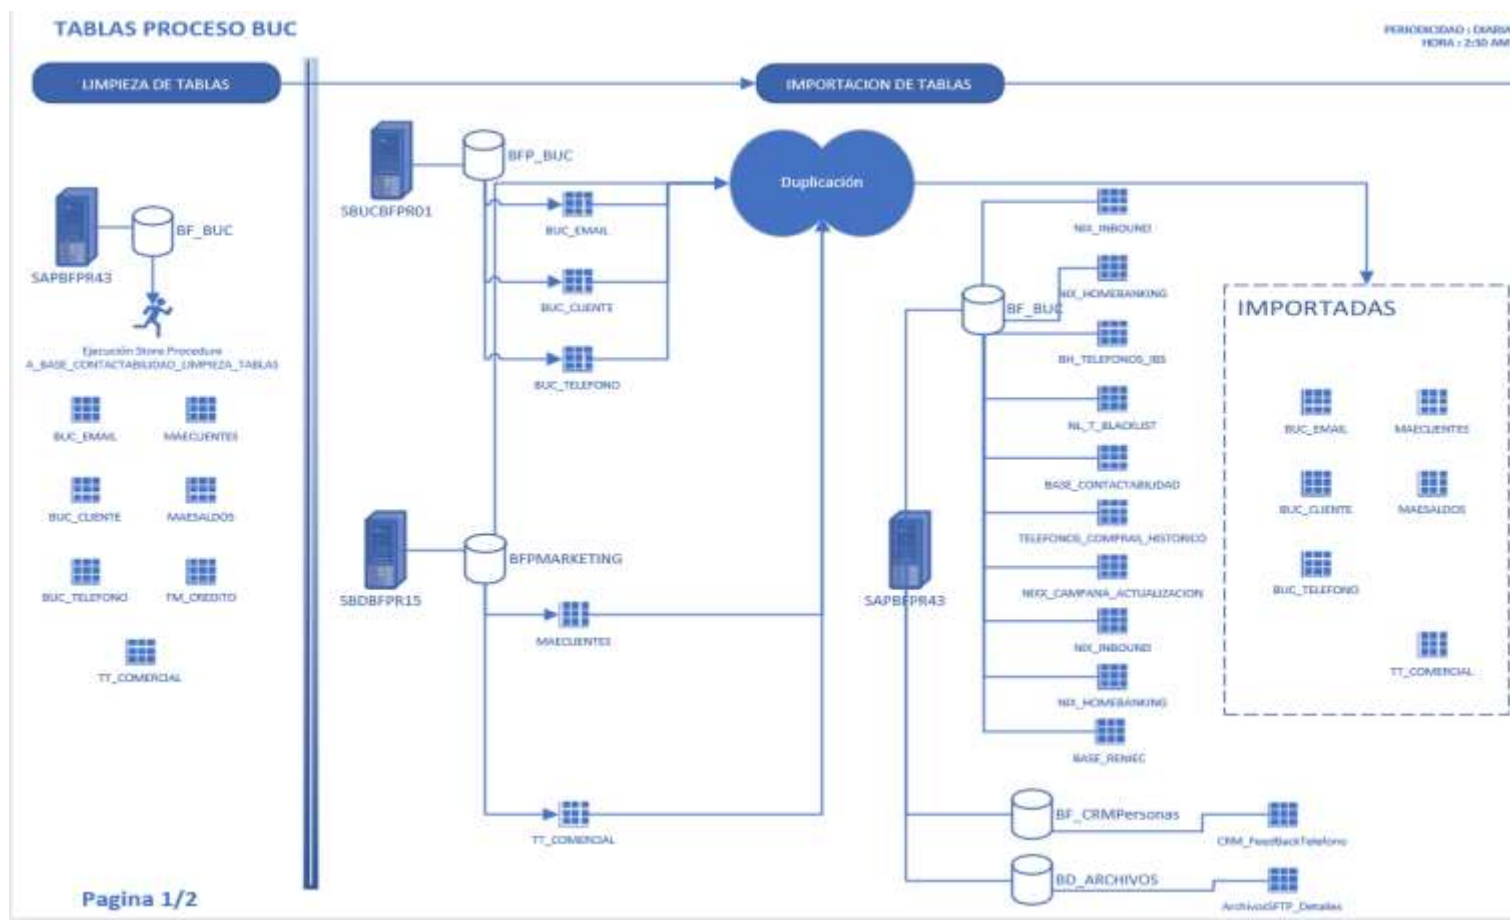 TABLAS PROCESO BUC
PERIODICIDAD : DIARIA
HORA : 2:30 AM
LIMPIEZA DE TABLAS
IMPORTACION DE TABLAS
SAPBFPR43
BF_BUC
Ejecución Store Procedure
A_BASE_CONTACTABILIDAD_LIMPIEZA_TABLAS
BUC_EMAIL
MAECLIENTES
BUC_CLIENTE
MAESALDOS
BUC_TELEFONO
TM_CREDITO
TT_COMERCIAL
Pagina 1/2
SBUCBFPR01
BFP_BUC
BUC_EMAIL
BUC_CLIENTE
BUC_TELEFONO
SBDBFPR15
BFPMARKETING
MAECLIENTES
TT_COMERCIAL
Duplicación
SAPBFPR43
BF_BUC
NIX_INBOUND
NIX_HOMEBANKING
BH_TELEFONOS_IBS
NL_T_BLACKLIST
BASE_CONTACTABILIDAD
TELEFONOS_COMPRAS_HISTORICO
NIXX_CAMPANA_ACTUALIZACION
NIX_INBOUND
NIX_HOMEBANKING
BASE_RENIEC
BF_CRMPersonas
CRM_FeedBackTelefono
BD_ARCHIVOS
ArchivosSFTP_Detalles
IMPORTADAS
BUC_EMAIL
MAECLIENTES
BUC_CLIENTE
MAESALDOS
BUC_TELEFONO
TT_COMERCIAL